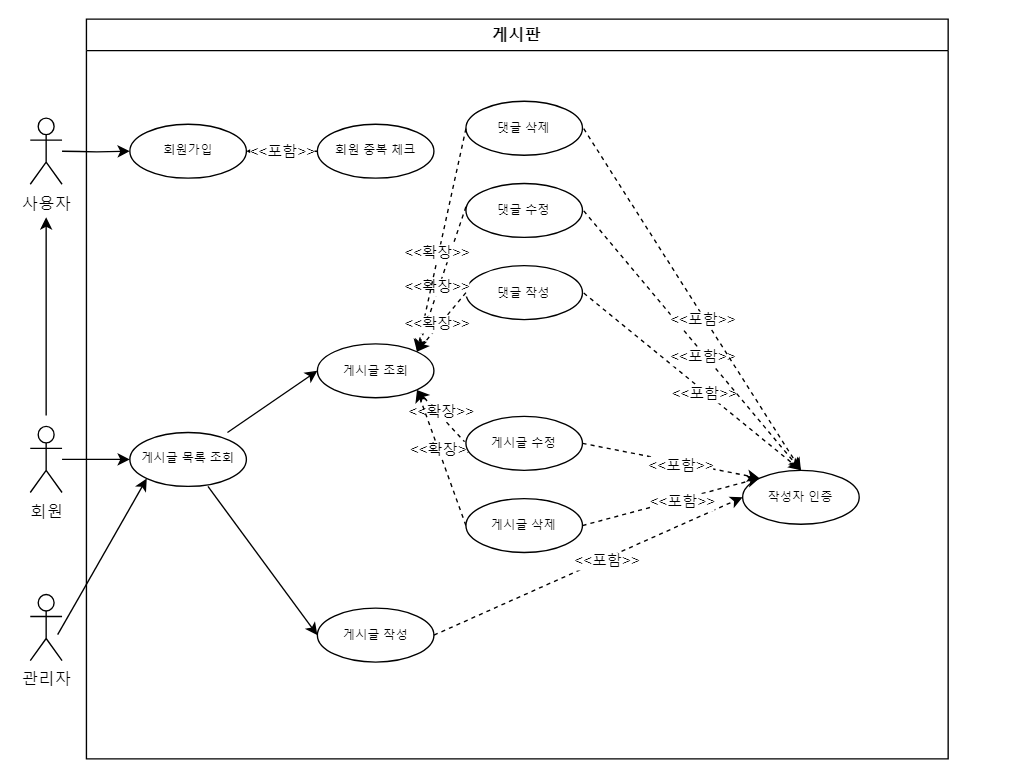 게시판
댓글 삭제
사용자
회원가입
<<포함>>
회원 중복 체크
댓글 수정
<<확장>>
<<확장>>
댓글 작성
<<확장>>
<<포함>>
<<포함>>
게시글 조회
<<포함>>
<<확장>>
<<확장>>
게시글 수정
회원
게시글 목록 조회
<<포함>>
<<포함>>
작성자 인증
게시글 삭제
<<포함>>
관리자
게시글 작성